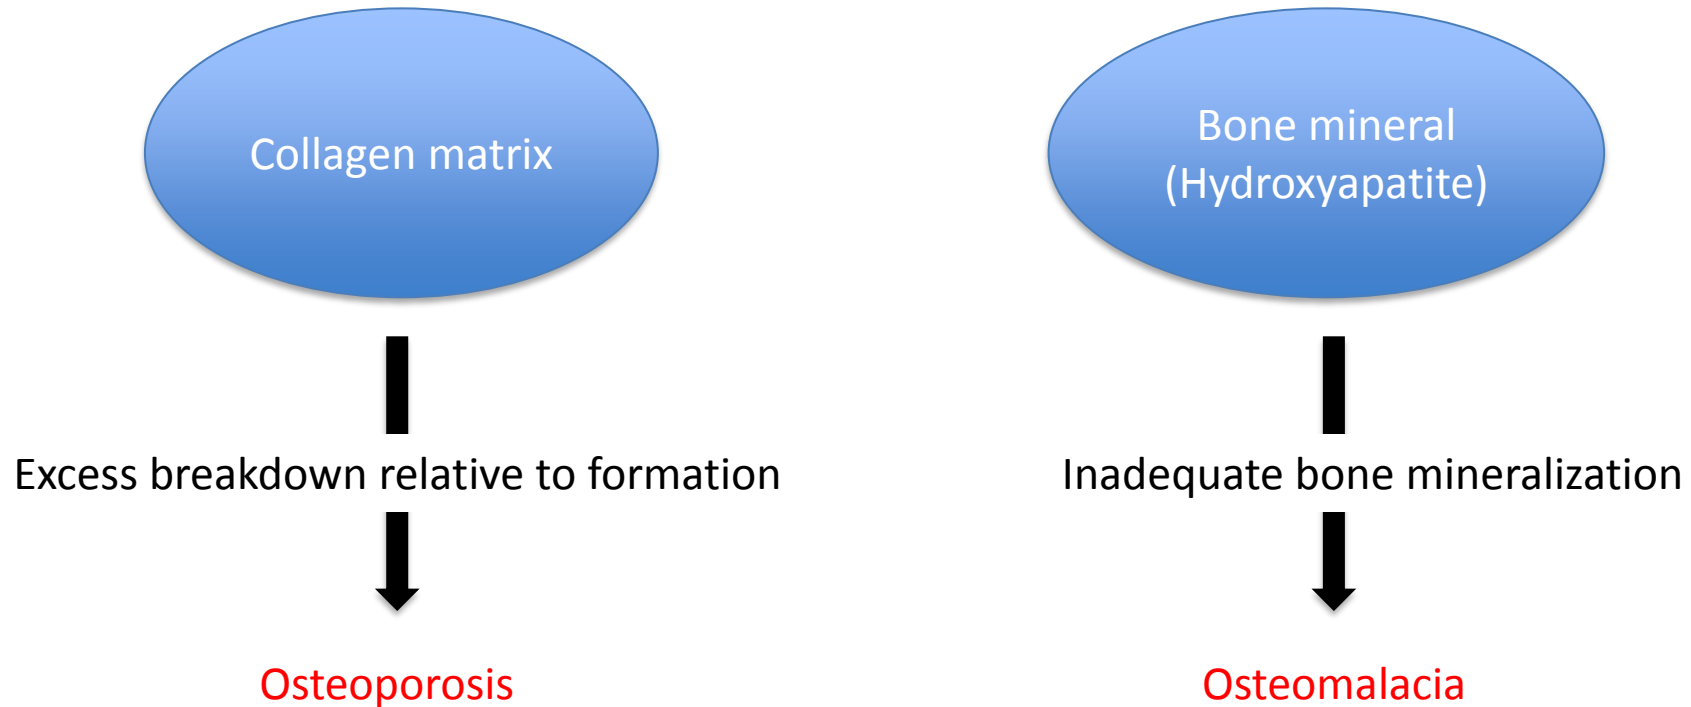 Collagen matrix
Bone mineral
(Hydroxyapatite)
Excess breakdown relative to formation
Inadequate bone mineralization
Osteoporosis
Osteomalacia